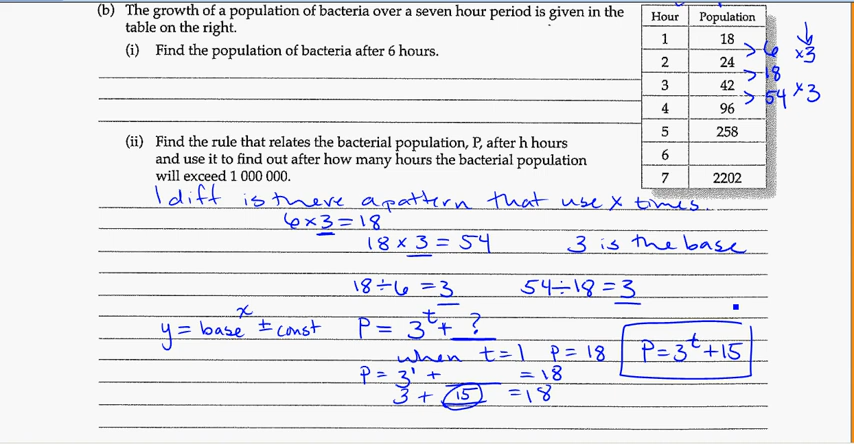 (b) The growth of a population of bacteria over a seven hour period is given in the
table on the right.
(i) Find the population of bacteria after 6 hours.
Hour Population
1 18
2 24
3 42
4 96
5 258
6
7 2202
> 6 ×3
> 18
> 54 ×3
(ii) Find the rule that relates the bacterial population, P, after h hours
and use it to find out after how many hours the bacterial population
will exceed 1 000 000.
1 diff is there a pattern that use × times.
6 × 3 = 18
18 × 3 = 54 3 is the base
18 ÷ 6 = 3 54 ÷ 18 = 3
y = base^x ± const P = 3^t + ?
when t = 1 P = 18 P = 3^t + 15
P = 3^1 + = 18
3 + 15 = 18